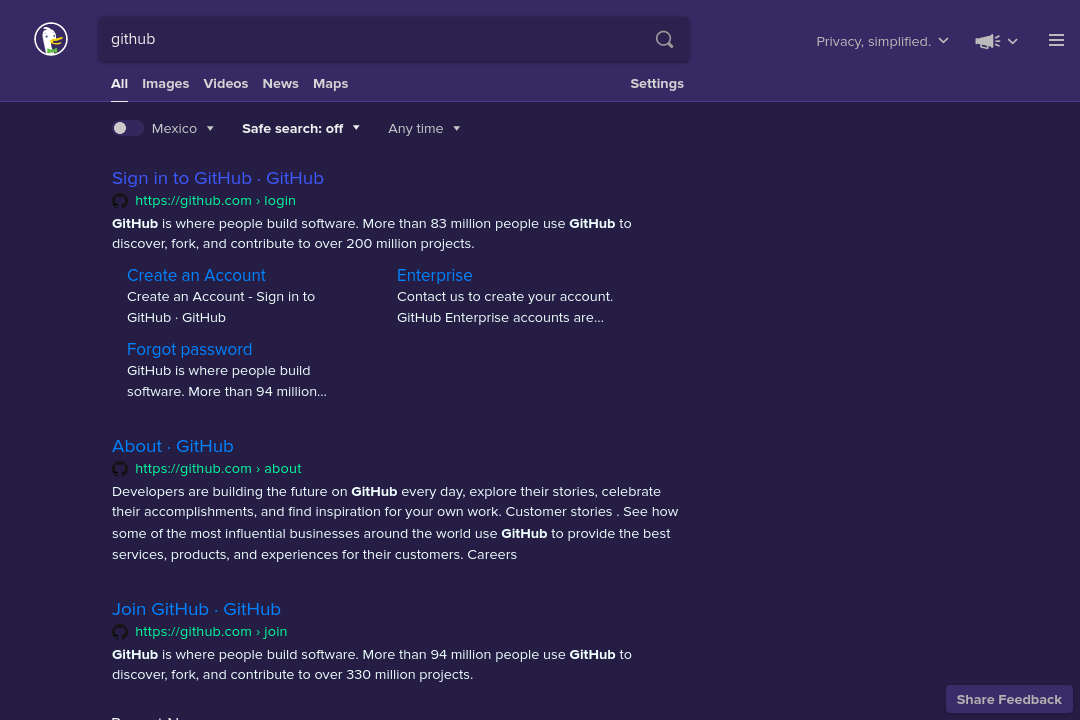 github
Privacy, simplified.
All Images Videos News Maps Settings
Mexico Safe search: off Any time
Sign in to GitHub · GitHub
https://github.com › login
GitHub is where people build software. More than 83 million people use GitHub to
discover, fork, and contribute to over 200 million projects.
Create an Account
Create an Account - Sign in to
GitHub · GitHub
Enterprise
Contact us to create your account.
GitHub Enterprise accounts are...
Forgot password
GitHub is where people build
software. More than 94 million...
About · GitHub
https://github.com › about
Developers are building the future on GitHub every day, explore their stories, celebrate
their accomplishments, and find inspiration for your own work. Customer stories . See how
some of the most influential businesses around the world use GitHub to provide the best
services, products, and experiences for their customers. Careers
Join GitHub · GitHub
https://github.com › join
GitHub is where people build software. More than 94 million people use GitHub to
discover, fork, and contribute to over 330 million projects.
Share Feedback